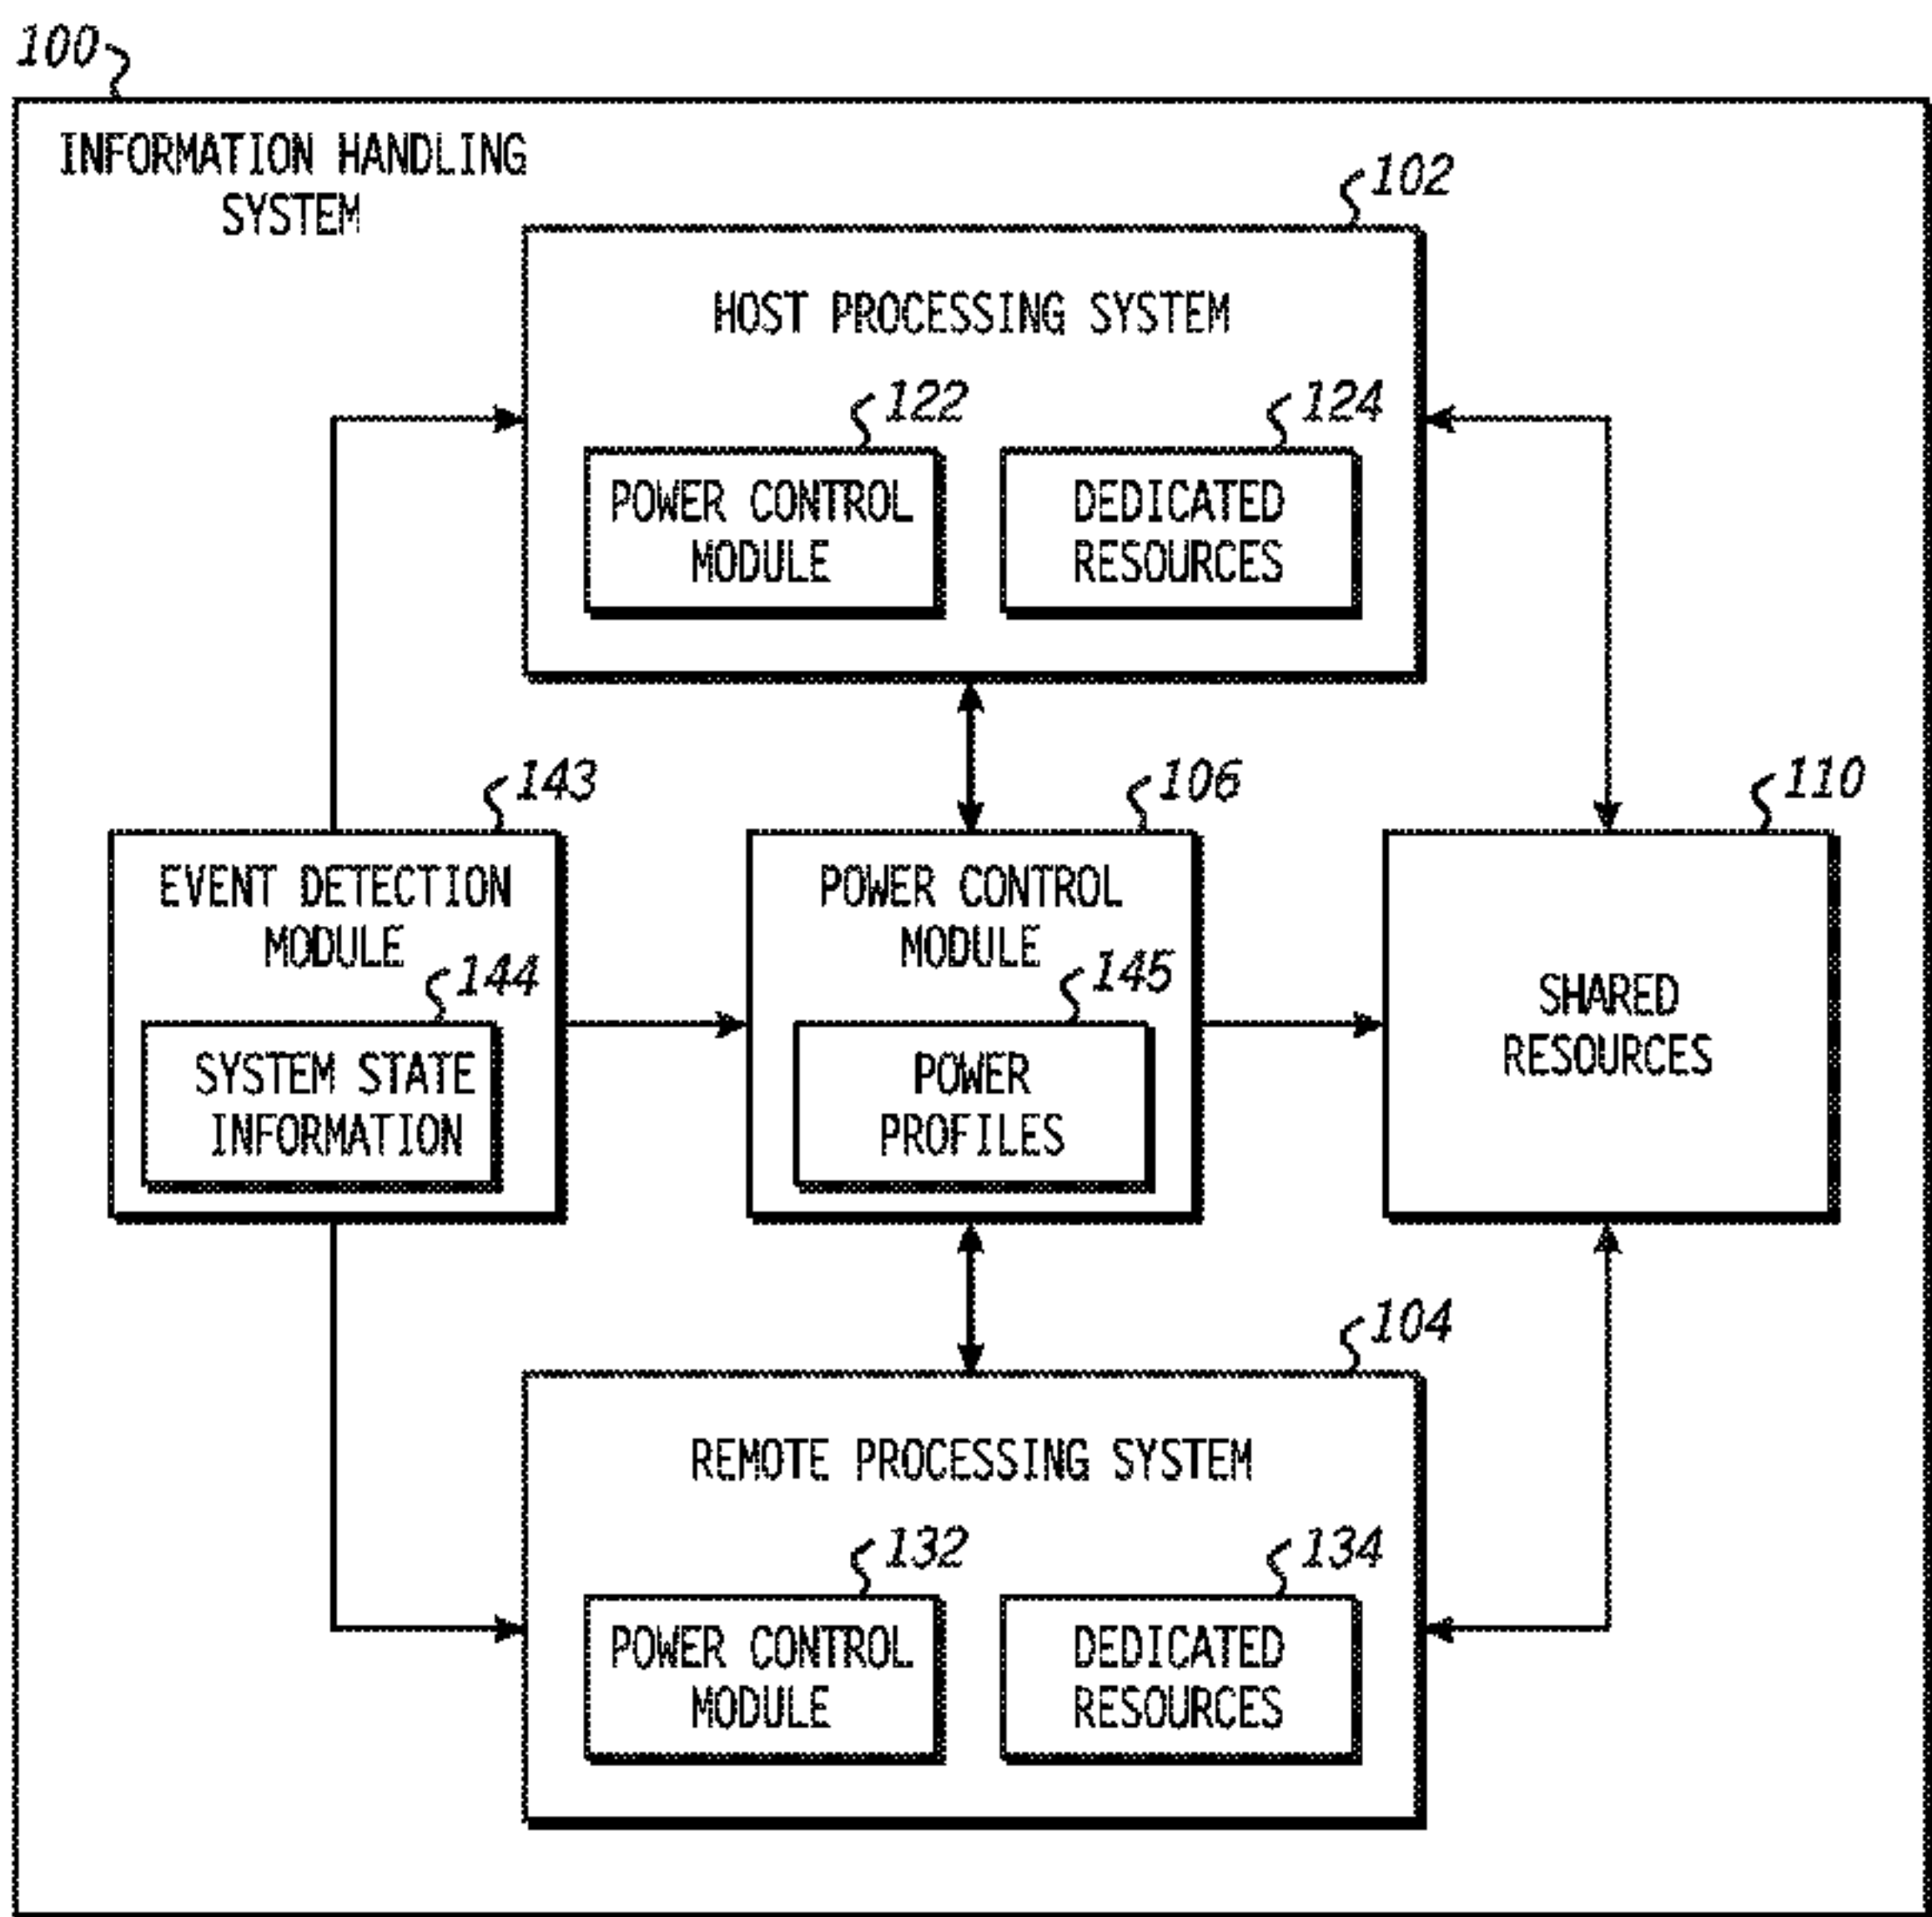 100
INFORMATION HANDLING
SYSTEM
102
HOST PROCESSING SYSTEM
122
124
POWER CONTROL
MODULE
DEDICATED
RESOURCES
143
106
110
EVENT DETECTION
MODULE
144
SYSTEM STATE
INFORMATION
POWER CONTROL
MODULE
145
POWER
PROFILES
SHARED
RESOURCES
104
REMOTE PROCESSING SYSTEM
132
134
POWER CONTROL
MODULE
DEDICATED
RESOURCES